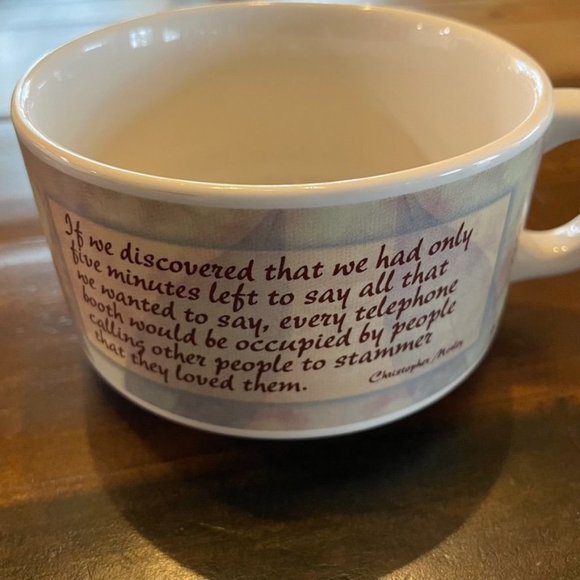 If we discovered that we had only
five minutes left to say all that
we wanted to say, every telephone
booth would be occupied by people
calling other people to stammer
that they loved them.
Christopher Morley